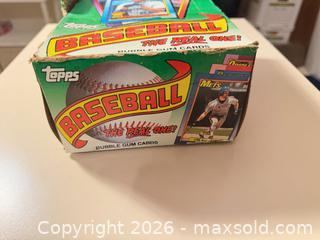 BASEBALL
THE REAL ONE!
BUBBLE GUM CARDS
TOPPS
BASEBALL
THE REAL ONE!
BUBBLE GUM CARDS
METS
Copyright 2026 - maxsold.com